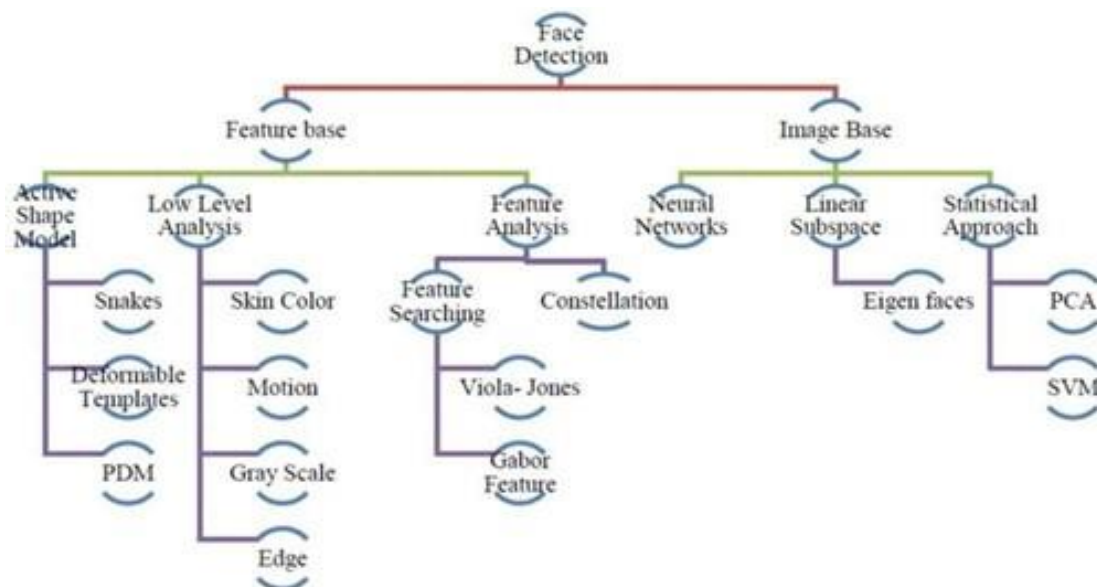 Face
Detection
Feature base
Image Base
Active
Shape
Model
Low Level
Analysis
Feature
Analysis
Neural
Networks
Linear
Subspace
Statistical
Approach
Snakes
Skin Color
Feature
Searching
Constellation
Eigen faces
PCA
Deformable
Templates
Motion
Viola- Jones
SVM
PDM
Gray Scale
Gabor
Feature
Edge